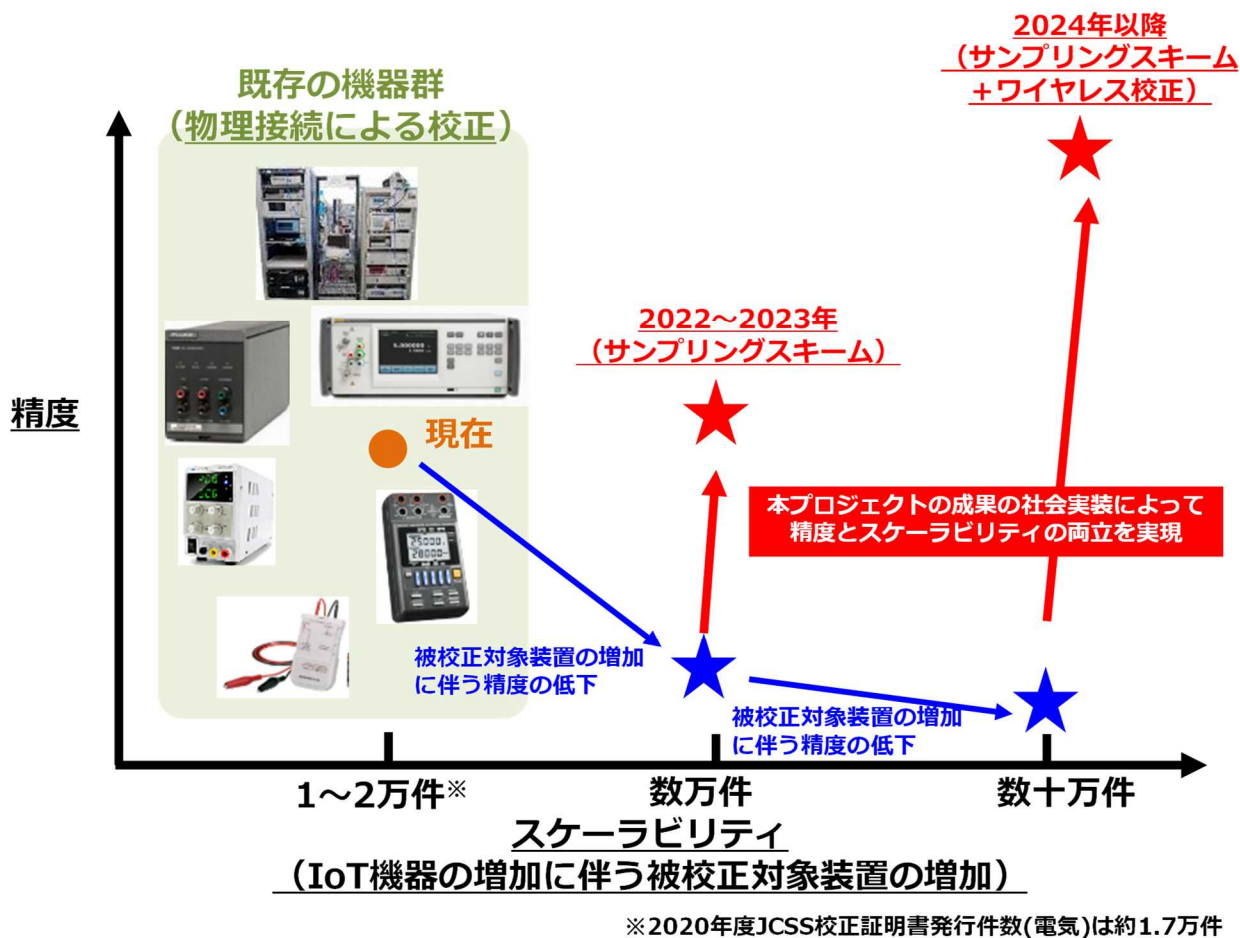 2024年以降
（サンプリングスキーム
＋ワイヤレス校正）
既存の機器群
（物理接続による校正）
2022～2023年
（サンプリングスキーム）
精度
現在
本プロジェクトの成果の社会実装によって
精度とスケーラビリティの両立を実現
被校正対象装置の増加
に伴う精度の低下
被校正対象装置の増加
に伴う精度の低下
1～2万件※
数万件
数十万件
スケーラビリティ
（IoT機器の増加に伴う被校正対象装置の増加）
※2020年度JCSS校正証明書発行件数(電気)は約1.7万件